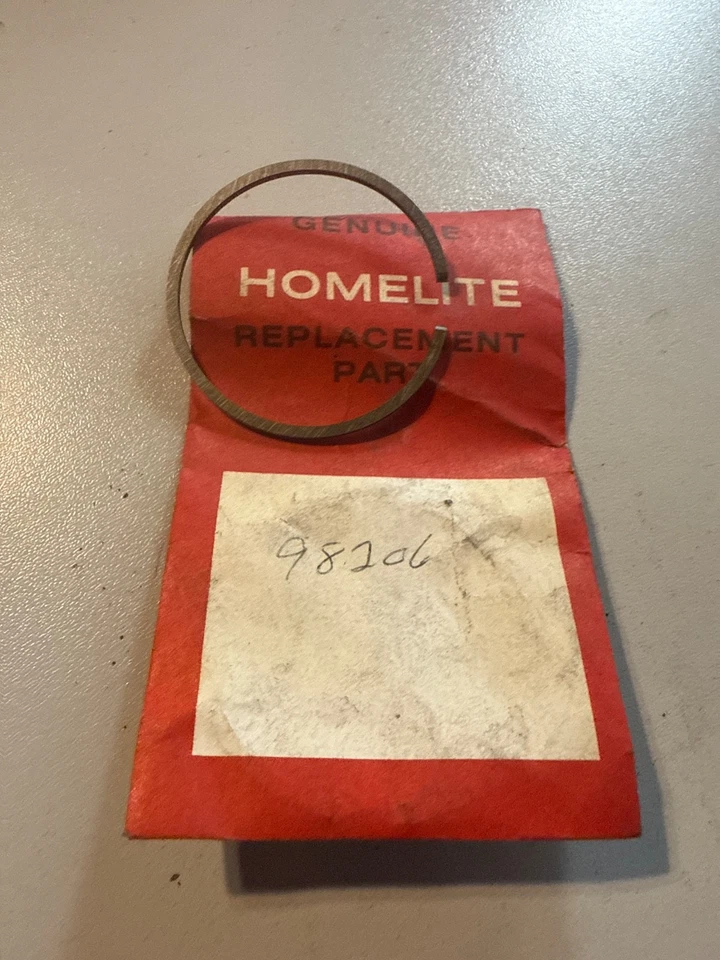 GENUINE
HOMELITE
REPLACEMENT
PART
98206